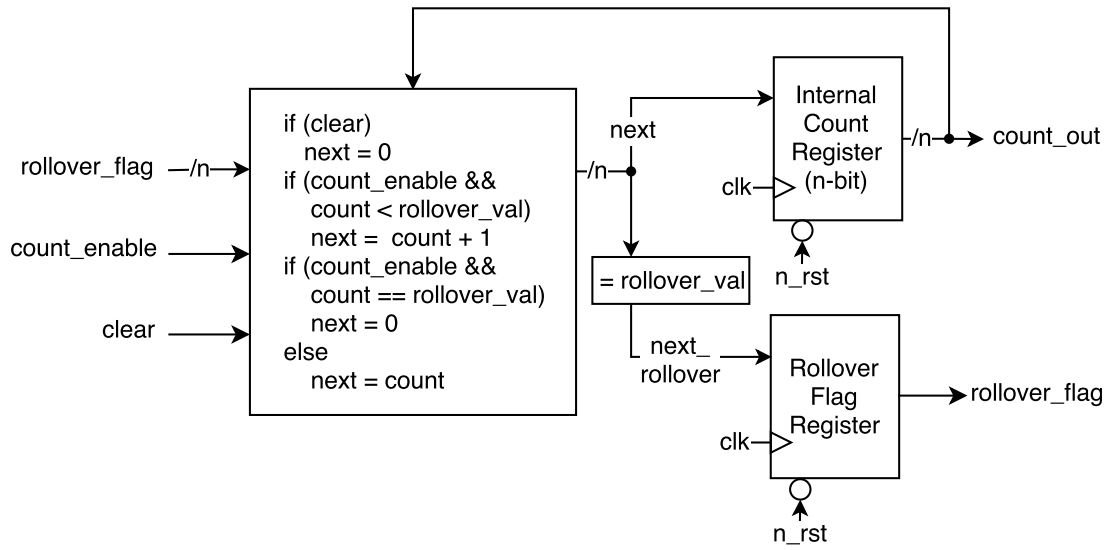 rollover_flag
/n
count_enable
clear
if (clear)
next = 0
if (count_enable &&
count < rollover_val)
next =  count + 1
if (count_enable &&
count == rollover_val)
next = 0
else
next = count
/n
next
= rollover_val
next_
rollover
Internal
Count
Register
(n-bit)
clk
n_rst
/n
count_out
Rollover
Flag
Register
clk
n_rst
rollover_flag